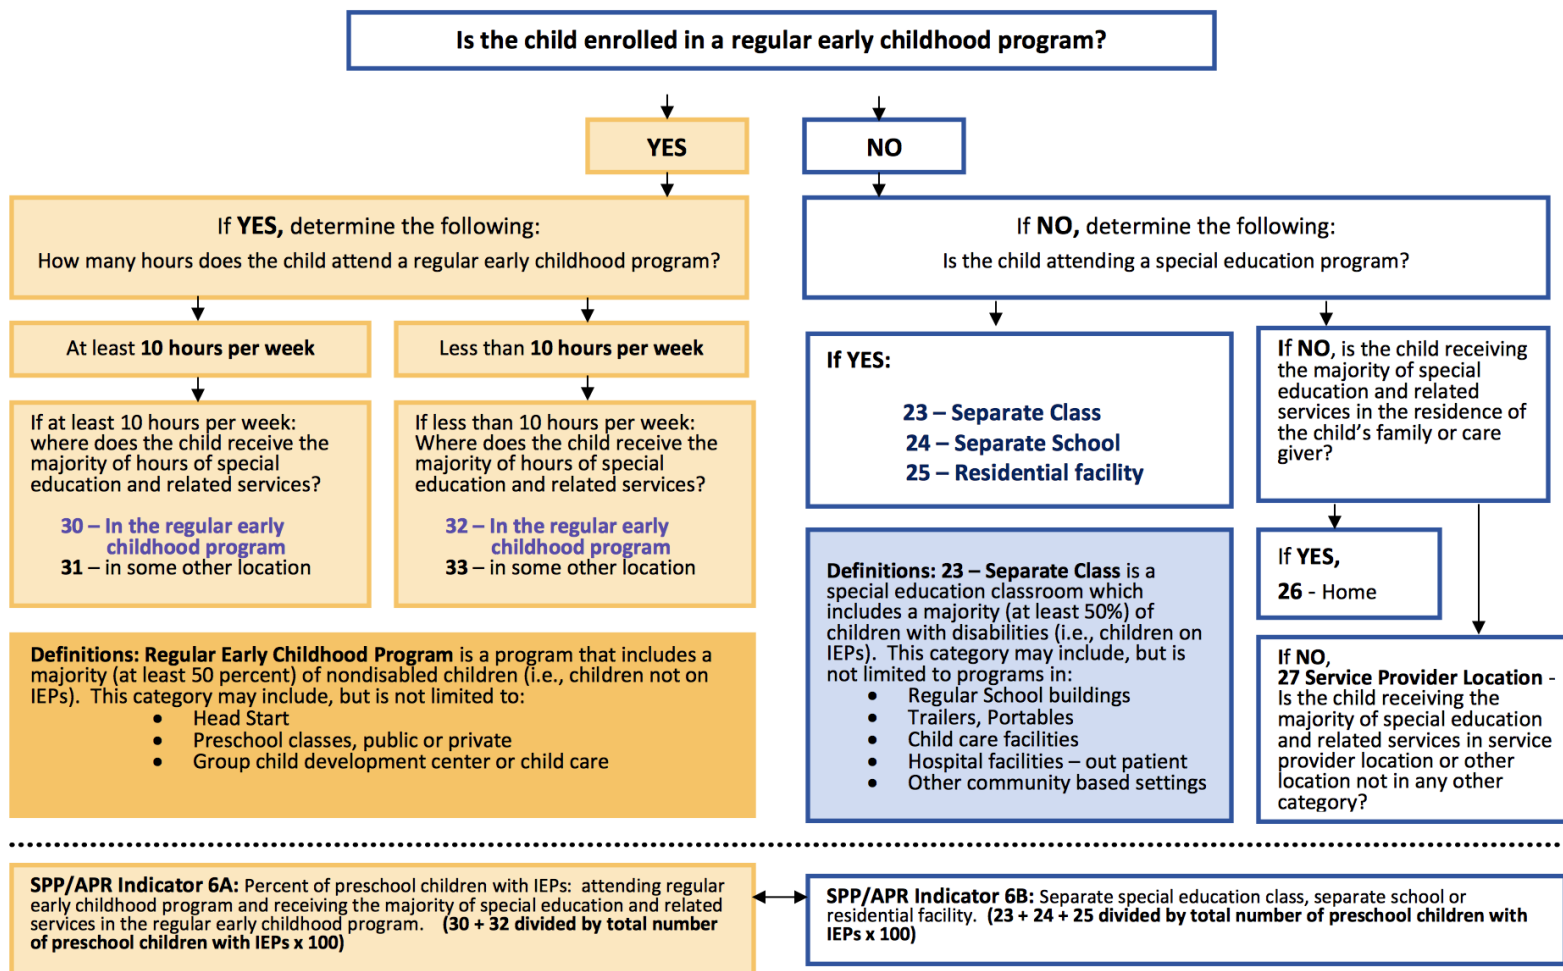 Is the child enrolled in a regular early childhood program?
YES
NO
If YES, determine the following:
How many hours does the child attend a regular early childhood program?
If NO, determine the following:
Is the child attending a special education program?
At least 10 hours per week
Less than 10 hours per week
If at least 10 hours per week:
where does the child receive the
majority of hours of special
education and related services?
30 – In the regular early
childhood program
31 – in some other location
If less than 10 hours per week:
Where does the child receive the
majority of hours of special
education and related services?
32 – In the regular early
childhood program
33 – in some other location
If YES:
23 – Separate Class
24 – Separate School
25 – Residential facility
If NO, is the child receiving
the majority of special
education and related
services in the residence of
the child's family or care
giver?
If YES,
26 - Home
If NO,
27 Service Provider Location -
Is the child receiving the
majority of special education
and related services in service
provider location or other
location not in any other
category?
Definitions: Regular Early Childhood Program is a program that includes a
majority (at least 50 percent) of nondisabled children (i.e., children not on
IEPs).  This category may include, but is not limited to:
• Head Start
• Preschool classes, public or private
• Group child development center or child care
Definitions: 23 – Separate Class is a
special education classroom which
includes a majority (at least 50%) of
children with disabilities (i.e., children on
IEPs).  This category may include, but is
not limited to programs in:
• Regular School buildings
• Trailers, Portables
• Child care facilities
• Hospital facilities – out patient
• Other community based settings
SPP/APR Indicator 6A: Percent of preschool children with IEPs:  attending regular
early childhood program and receiving the majority of special education and related
services in the regular early childhood program.   (30 + 32 divided by total number
of preschool children with IEPs x 100)
SPP/APR Indicator 6B: Separate special education class, separate school or
residential facility.  (23 + 24 + 25 divided by total number of preschool children with
IEPs x 100)